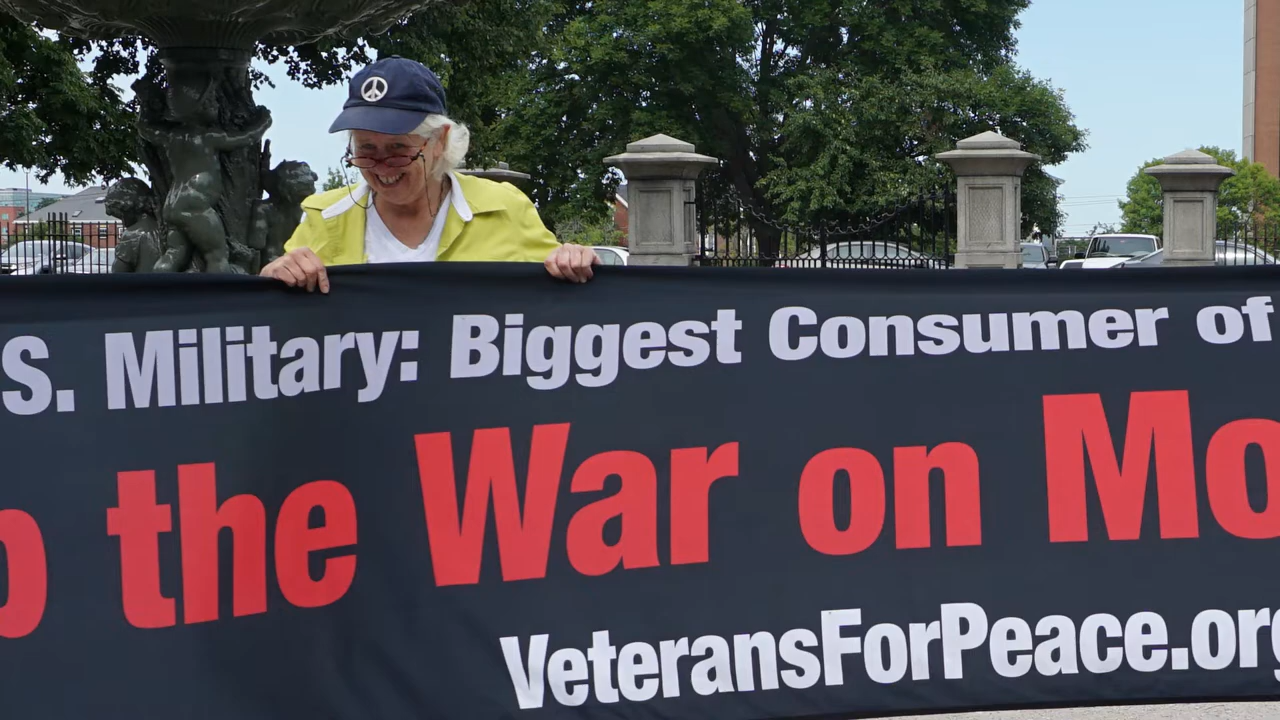 S. Military: Biggest Consumer of
the War on Mo
VeteransForPeace.org